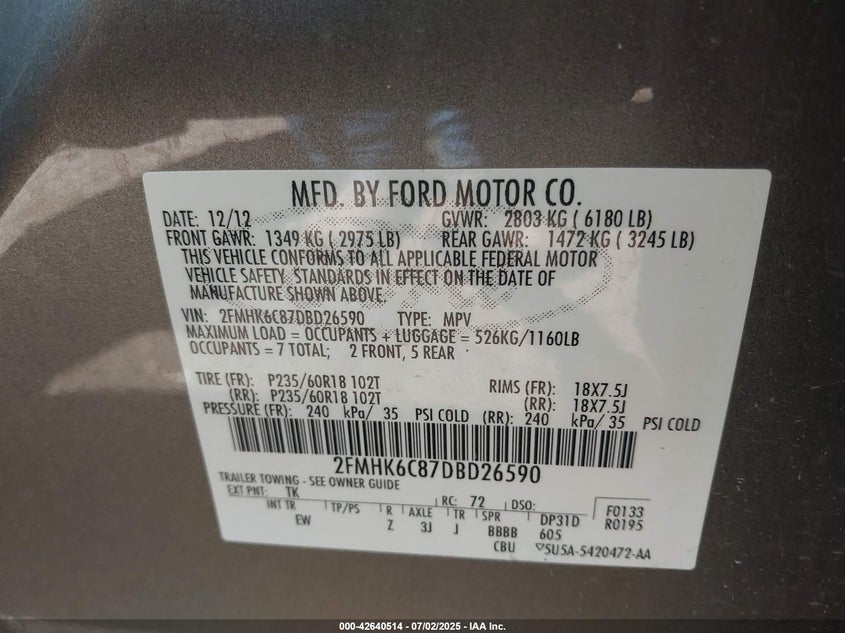 MFD. BY FORD MOTOR CO.
DATE: 12/12 GVWR: 2803 KG ( 6180 LB)
FRONT GAWR: 1349 KG ( 2975 LB) REAR GAWR: 1472 KG ( 3245 LB)
THIS VEHICLE CONFORMS TO ALL APPLICABLE FEDERAL MOTOR
VEHICLE SAFETY STANDARDS IN EFFECT ON THE DATE OF
MANUFACTURE SHOWN ABOVE.
VIN: 2FMHK6C87DBD26590 TYPE: MPV
MAXIMUM LOAD = OCCUPANTS + LUGGAGE = 526KG/1160LB
OCCUPANTS = 7 TOTAL; 2 FRONT, 5 REAR
TIRE (FR): P235/60R18 102T RIMS (FR): 18X7.5J
(RR): P235/60R18 102T (RR): 18X7.5J
PRESSURE (FR): 240 kPa/ 35 PSI COLD (RR): 240 kPa/ 35 PSI COLD
2FMHK6C87DBD26590
TRAILER TOWING - SEE OWNER GUIDE
EXT PNT: TK RC: 72 DSO: F0133
INT TR TP/PS R AXLE TR SPR DP31D R0195
EW Z 3J J BBBB 605
CBU ▽5U5A-5420472-AA
000-42640514 - 07/02/2025 - IAA Inc.